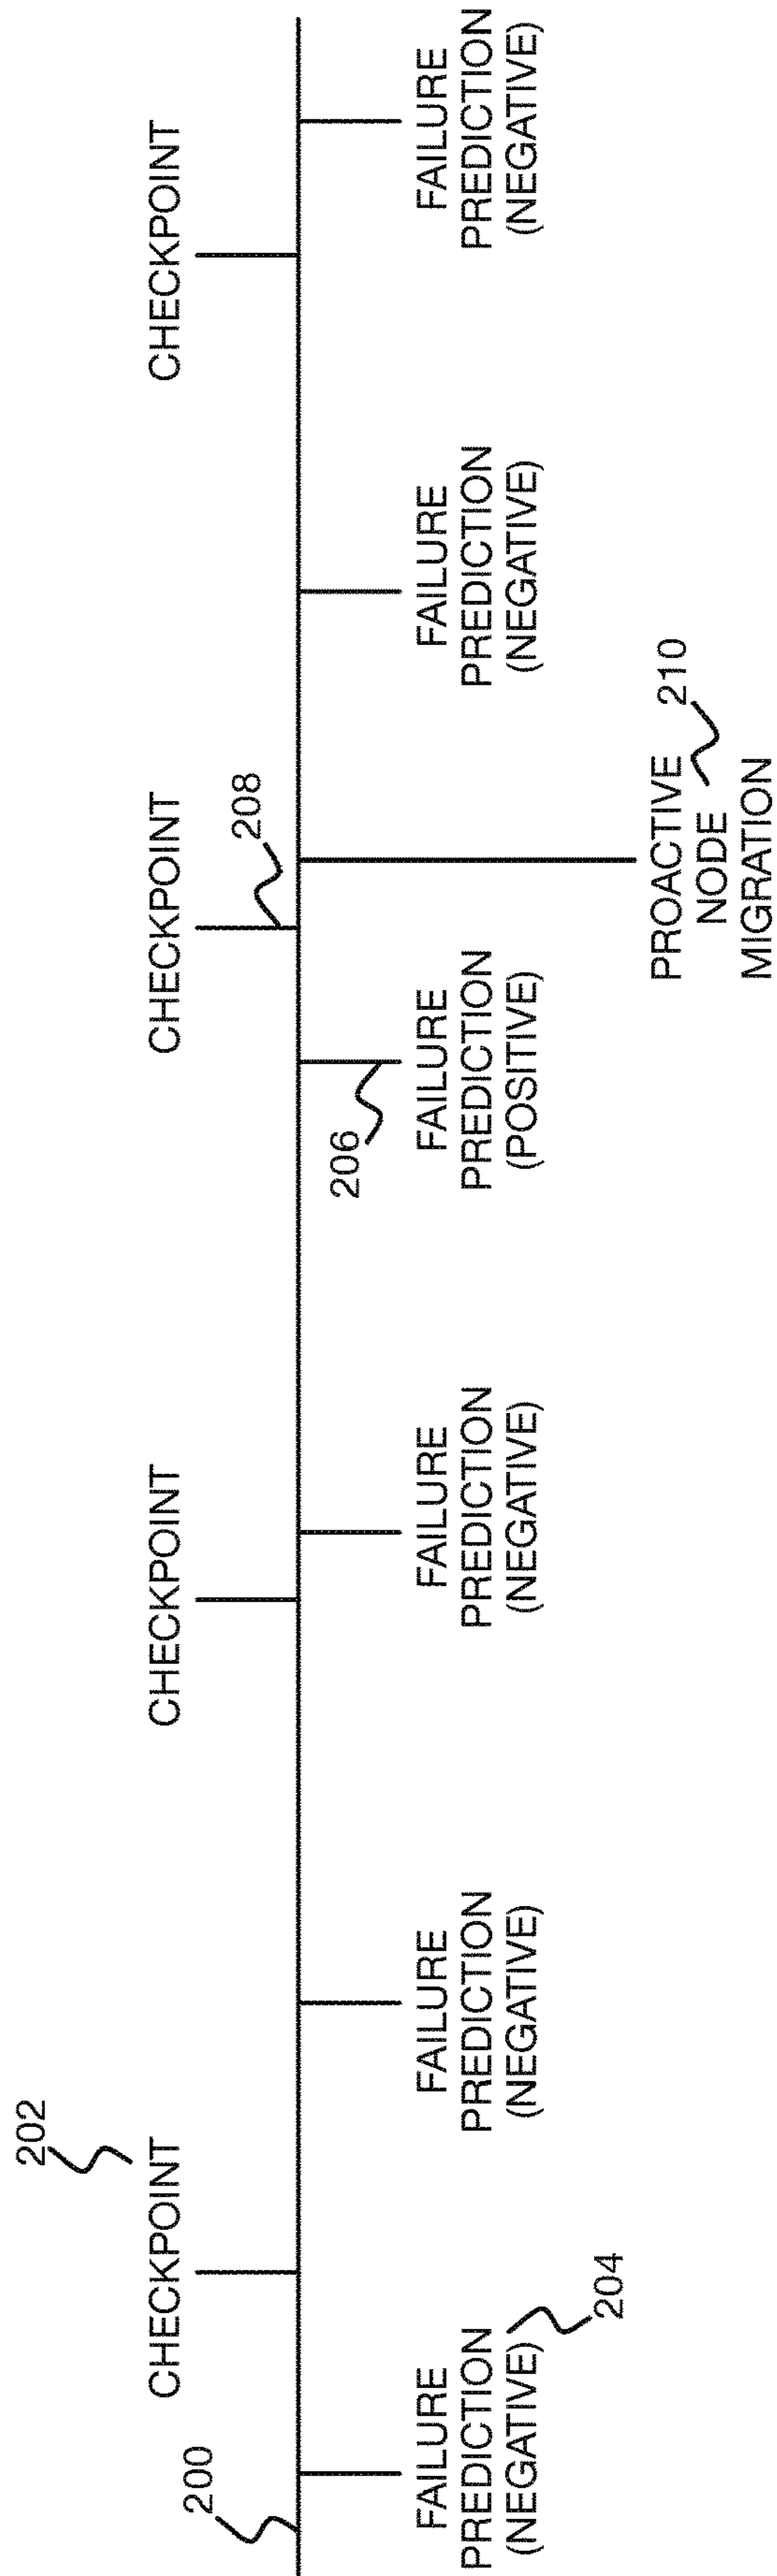 202
CHECKPOINT
CHECKPOINT
CHECKPOINT
CHECKPOINT
200
208
206
FAILURE
PREDICTION
(NEGATIVE)
204
FAILURE
PREDICTION
(NEGATIVE)
FAILURE
PREDICTION
(NEGATIVE)
FAILURE
PREDICTION
(POSITIVE)
FAILURE
PREDICTION
(NEGATIVE)
FAILURE
PREDICTION
(NEGATIVE)
PROACTIVE
NODE
MIGRATION
210